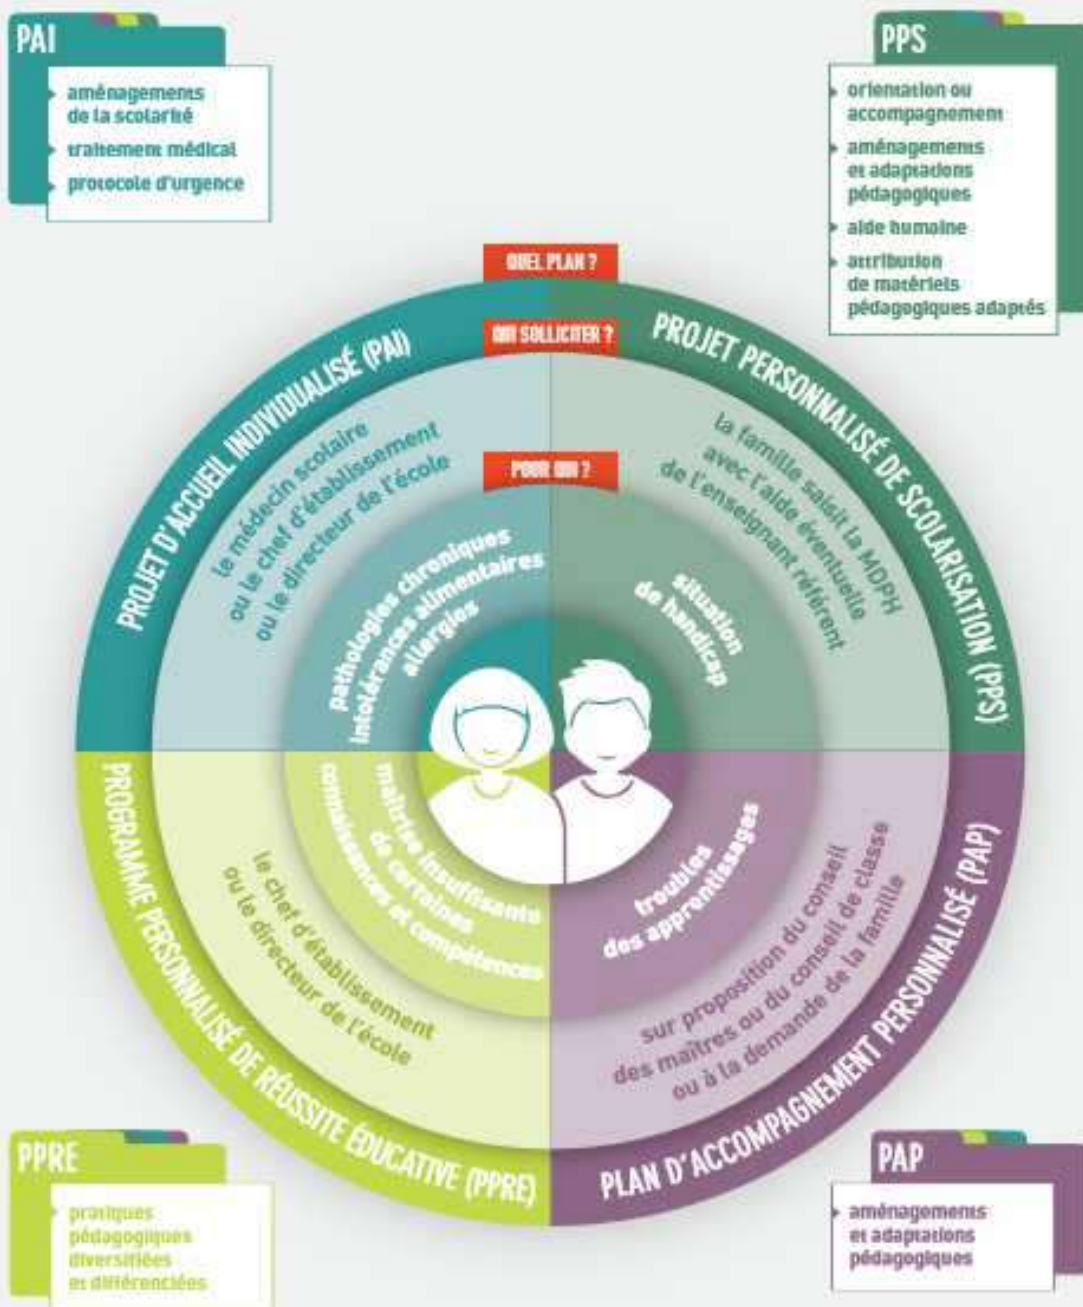 PAI
aménagements
de la scolarité
traitement médical
protocole d'urgence
PPS
orientation ou
accompagnement
aménagements
et adaptations
pédagogiques
aide humaine
attribution
de matériels
pédagogiques adaptés
QUEL PLAN ?
QUI SOLLICITER ?
POUR QUI ?
PROJET D'ACCUEIL INDIVIDUALISÉ (PAI)
le médecin scolaire
ou le chef d'établissement
ou le directeur de l'école
pathologies chroniques
intolérances alimentaires
allergies
PROJET PERSONNALISÉ DE SCOLARISATION (PPS)
la famille saisit la MDPH
avec l'aide éventuelle
de l'enseignant référent
situation
de handicap
PROGRAMME PERSONNALISÉ DE RÉUSSITE ÉDUCATIVE (PPRE)
le chef d'établissement
ou le directeur de l'école
maîtrise insuffisante
de certaines
connaissances et compétences
PLAN D'ACCOMPAGNEMENT PERSONNALISÉ (PAP)
sur proposition du conseil
des maîtres ou du conseil de classe
ou à la demande de la famille
troubles
des apprentissages
PPRE
pratiques
pédagogiques
diversifiées
et différenciées
PAP
aménagements
et adaptations
pédagogiques